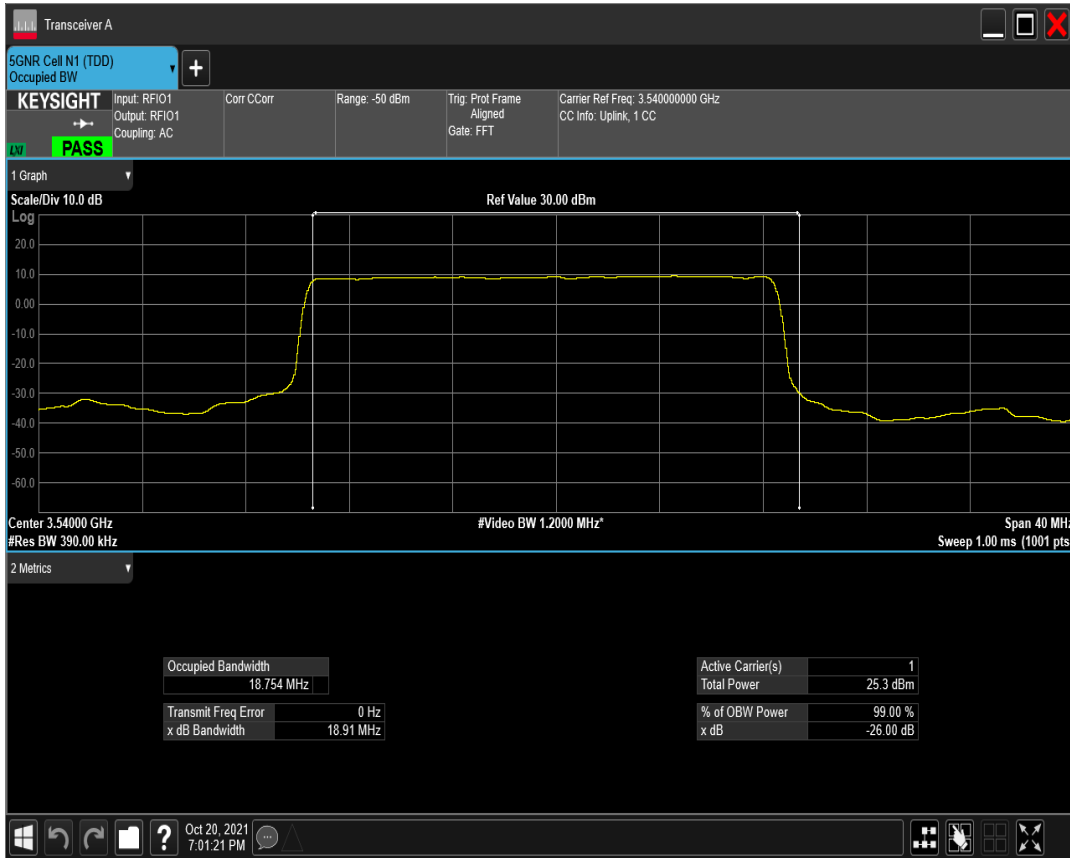 Transceiver A
5GNR Cell N1 (TDD)
Occupied BW
+
KEYSIGHT
LXI
PASS
Input: RFIO1
Output: RFIO1
Coupling: AC
Corr CCorr
Range: -50 dBm
Trig: Prot Frame
Aligned
Gate: FFT
Carrier Ref Freq: 3.540000000 GHz
CC Info: Uplink, 1 CC
1 Graph
Scale/Div 10.0 dB
Ref Value 30.00 dBm
Log
20.0
10.0
0.00
-10.0
-20.0
-30.0
-40.0
-50.0
-60.0
Center 3.54000 GHz
#Video BW 1.2000 MHz*
Span 40 MHz
#Res BW 390.00 kHz
Sweep 1.00 ms (1001 pts
2 Metrics
Occupied Bandwidth
18.754 MHz
Transmit Freq Error 0 Hz
x dB Bandwidth 18.91 MHz
Active Carrier(s) 1
Total Power 25.3 dBm
% of OBW Power 99.00 %
x dB -26.00 dB
?
Oct 20, 2021
7:01:21 PM